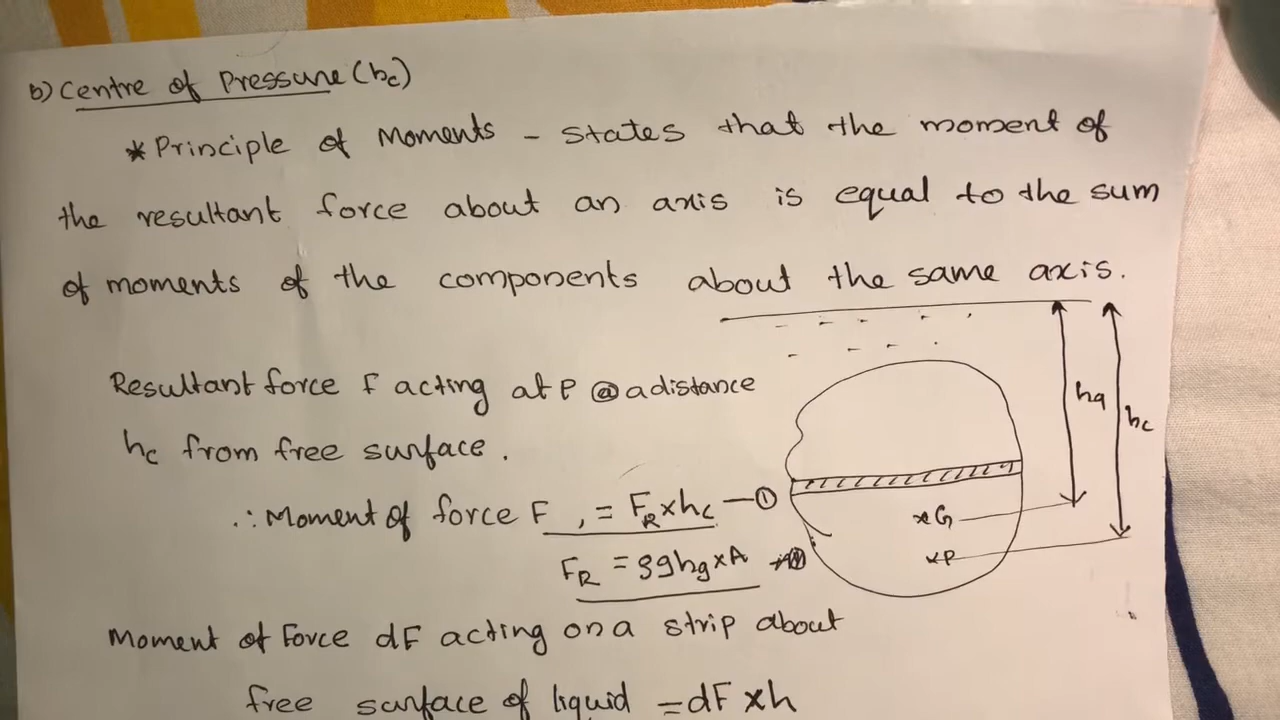 b) Centre of Pressure (hc)
* Principle of Moments - states that the moment of
the resultant force about an axis is equal to the sum
of moments of the components about the same axis.
Resultant force F acting at P @ a distance
hc from free surface.
∴ Moment of force F, = FR × hc — ①
FR = ρghg × A
Moment of Force dF acting on a strip about
free surface of liquid = dF × h
hg
hc
×G
×P